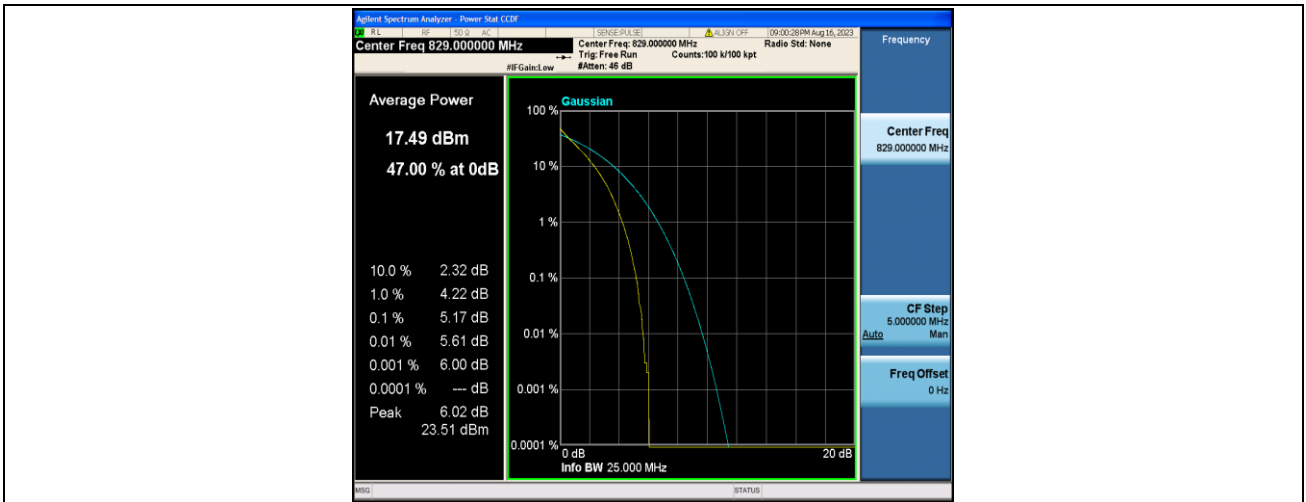 Agilent Spectrum Analyzer - Power Stat CCDF
RL RF 50 Ω AC SENSE:PULSE ALIGN OFF 09:00:28PM Aug 16, 2023
Center Freq 829.000000 MHz
Center Freq: 829.000000 MHz Radio Std: None
Trig: Free Run Counts:100 k/100 kpt
#IFGain:Low #Atten: 46 dB
Frequency
Average Power
17.49 dBm
47.00 % at 0dB
10.0 % 2.32 dB
1.0 % 4.22 dB
0.1 % 5.17 dB
0.01 % 5.61 dB
0.001 % 6.00 dB
0.0001 % --- dB
Peak 6.02 dB
23.51 dBm
Gaussian
100 %
10 %
1 %
0.1 %
0.01 %
0.001 %
0.0001 %
0 dB 20 dB
Info BW 25.000 MHz
Center Freq
829.000000 MHz
CF Step
5.000000 MHz
Auto Man
Freq Offset
0 Hz
MSG STATUS